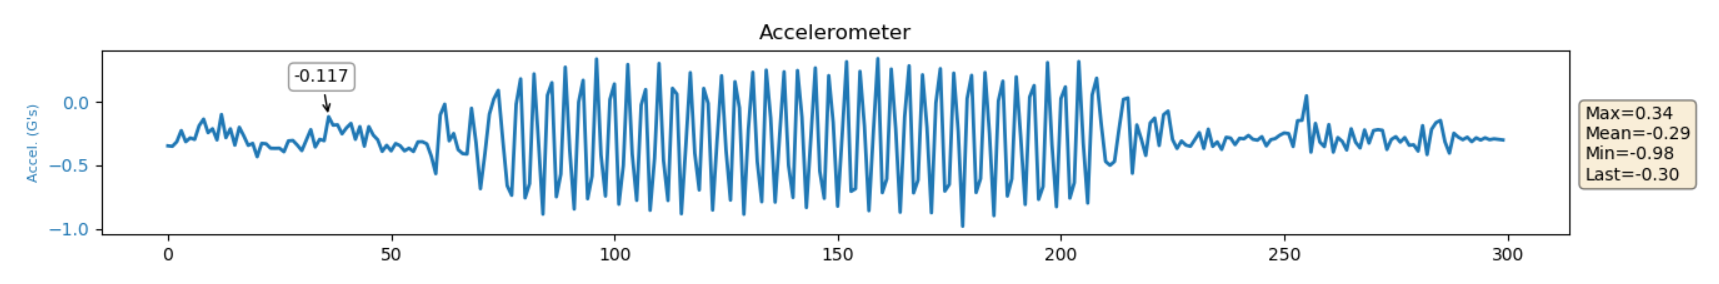 Accelerometer
-0.117
Accel. (G's)
0.0
−0.5
−1.0
0
50
100
150
200
250
300
Max=0.34
Mean=-0.29
Min=-0.98
Last=-0.30